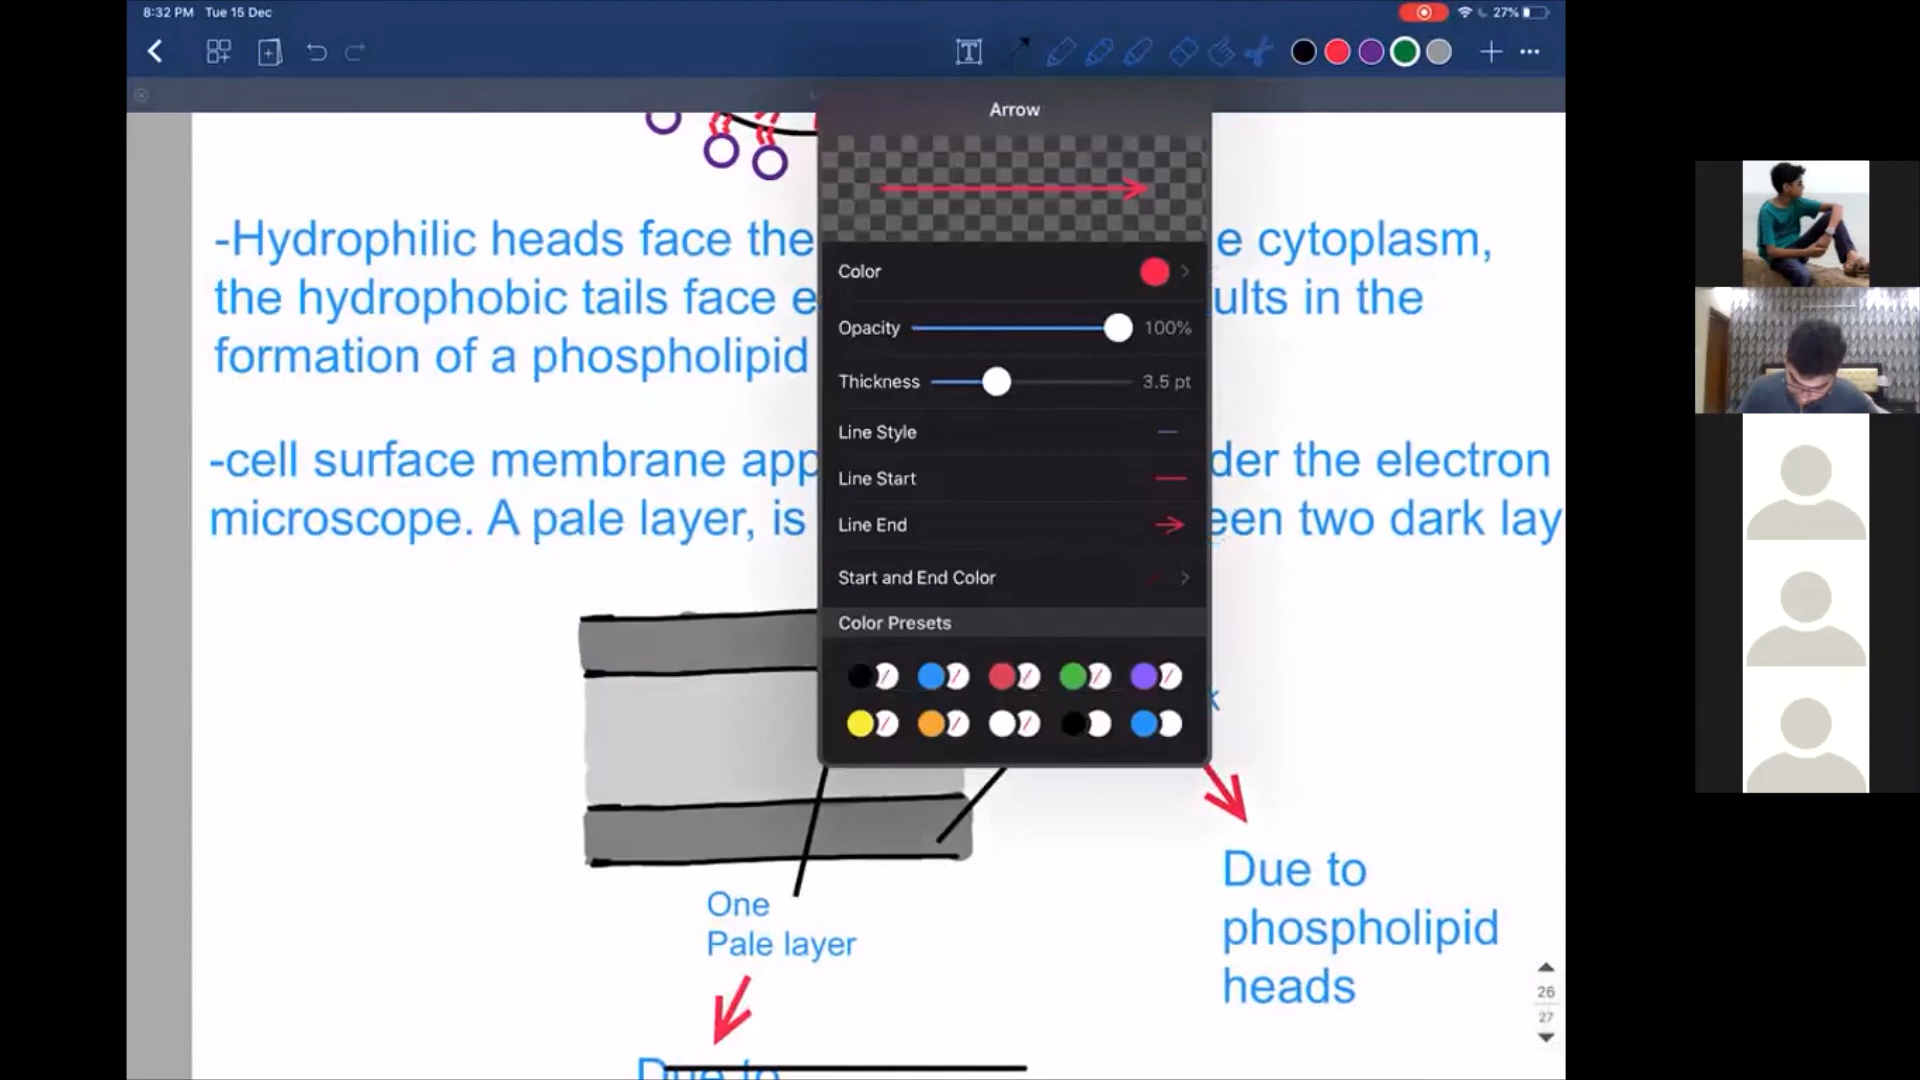 8:32 PM Tue 15 Dec
27%
T
Arrow
-Hydrophilic heads face the e cytoplasm,
the hydrophobic tails face e ults in the
formation of a phospholipid
-cell surface membrane app der the electron
microscope. A pale layer, is een two dark lay
Color
Opacity 100%
Thickness 3.5 pt
Line Style
Line Start
Line End
Start and End Color
Color Presets
k
One
Pale layer
Due to
phospholipid
heads
26
27
Due to